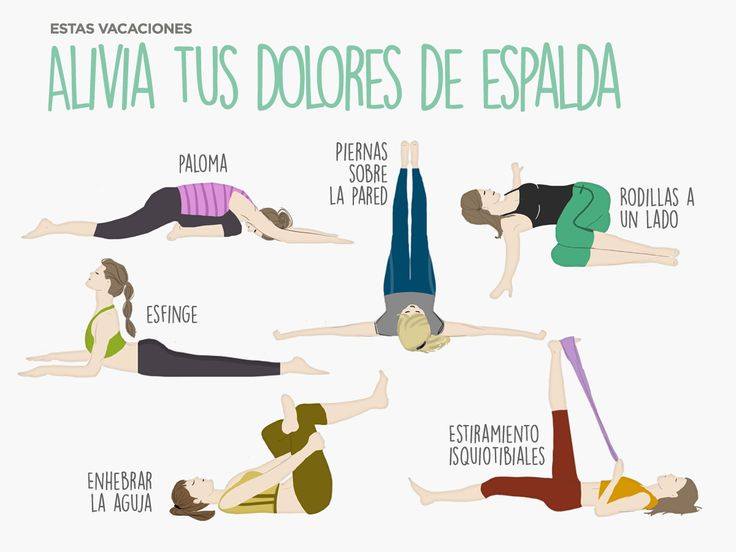 ESTAS VACACIONES
ALIVIA TUS DOLORES DE ESPALDA
PALOMA
PIERNAS
SOBRE
LA PARED
RODILLAS A
UN LADO
ESFINGE
ENHEBRAR
LA AGUJA
ESTIRAMIENTO
ISQUIOTIBIALES